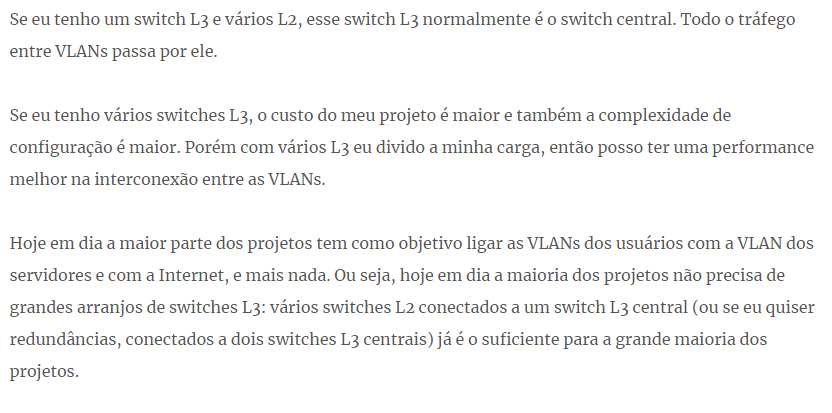 Se eu tenho um switch L3 e vários L2, esse switch L3 normalmente é o switch central. Todo o tráfego
entre VLANs passa por ele.
Se eu tenho vários switches L3, o custo do meu projeto é maior e também a complexidade de
configuração é maior. Porém com vários L3 eu divido a minha carga, então posso ter uma performance
melhor na interconexão entre as VLANs.
Hoje em dia a maior parte dos projetos tem como objetivo ligar as VLANs dos usuários com a VLAN dos
servidores e com a Internet, e mais nada. Ou seja, hoje em dia a maioria dos projetos não precisa de
grandes arranjos de switches L3: vários switches L2 conectados a um switch L3 central (ou se eu quiser
redundâncias, conectados a dois switches L3 centrais) já é o suficiente para a grande maioria dos
projetos.